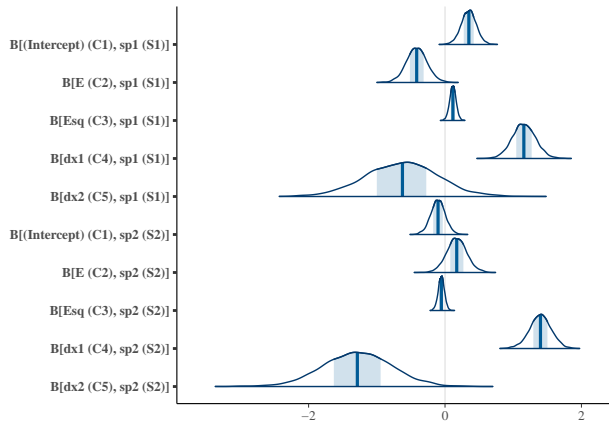 B[(Intercept) (C1), sp1 (S1)]
B[E (C2), sp1 (S1)]
B[Esq (C3), sp1 (S1)]
B[dx1 (C4), sp1 (S1)]
B[dx2 (C5), sp1 (S1)]
B[(Intercept) (C1), sp2 (S2)]
B[E (C2), sp2 (S2)]
B[Esq (C3), sp2 (S2)]
B[dx1 (C4), sp2 (S2)]
B[dx2 (C5), sp2 (S2)]
−2 0 2